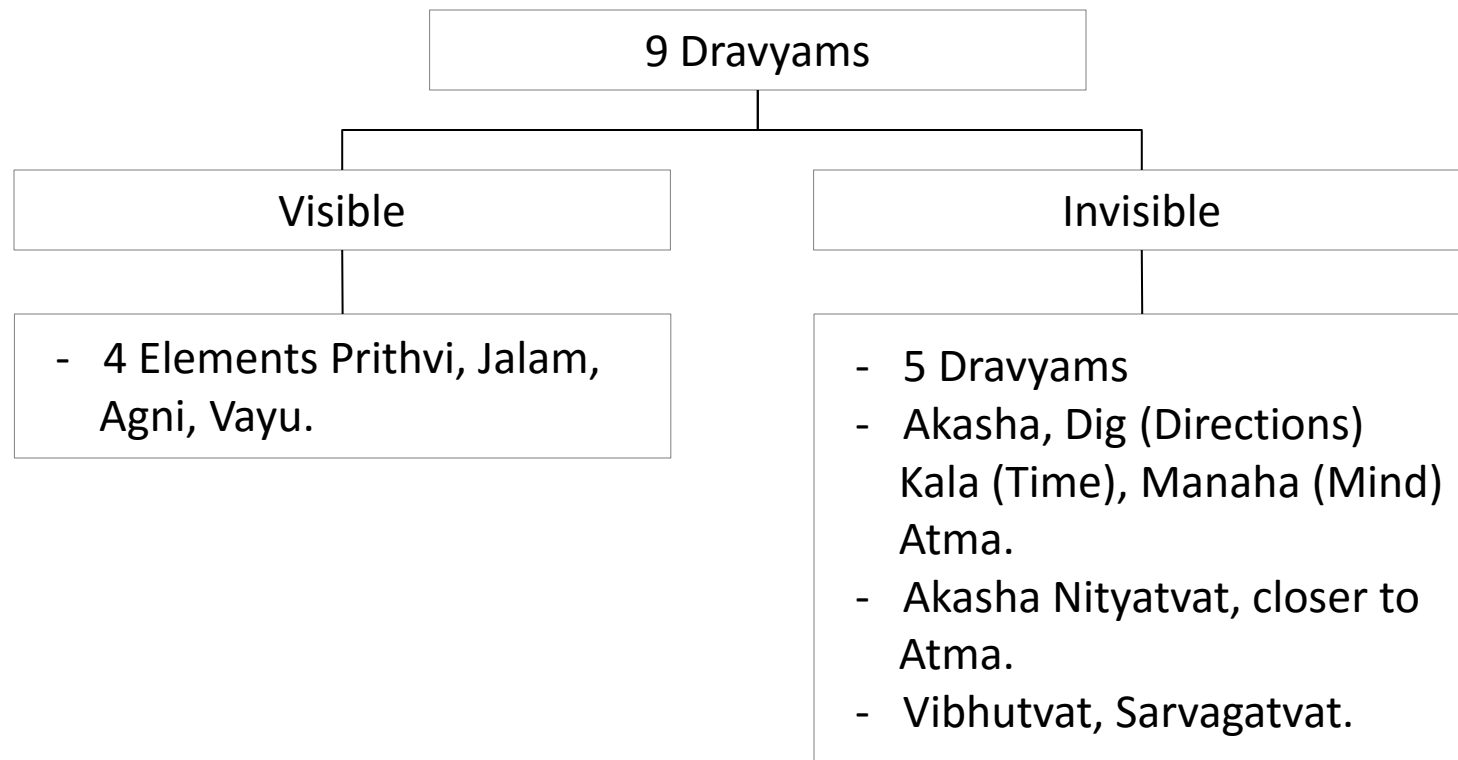 9 Dravyams
Visible
Invisible
- 4 Elements Prithvi, Jalam,
Agni, Vayu.
- 5 Dravyams
- Akasha, Dig (Directions)
Kala (Time), Manaha (Mind)
Atma.
- Akasha Nityatvat, closer to
Atma.
- Vibhutvat, Sarvagatvat.